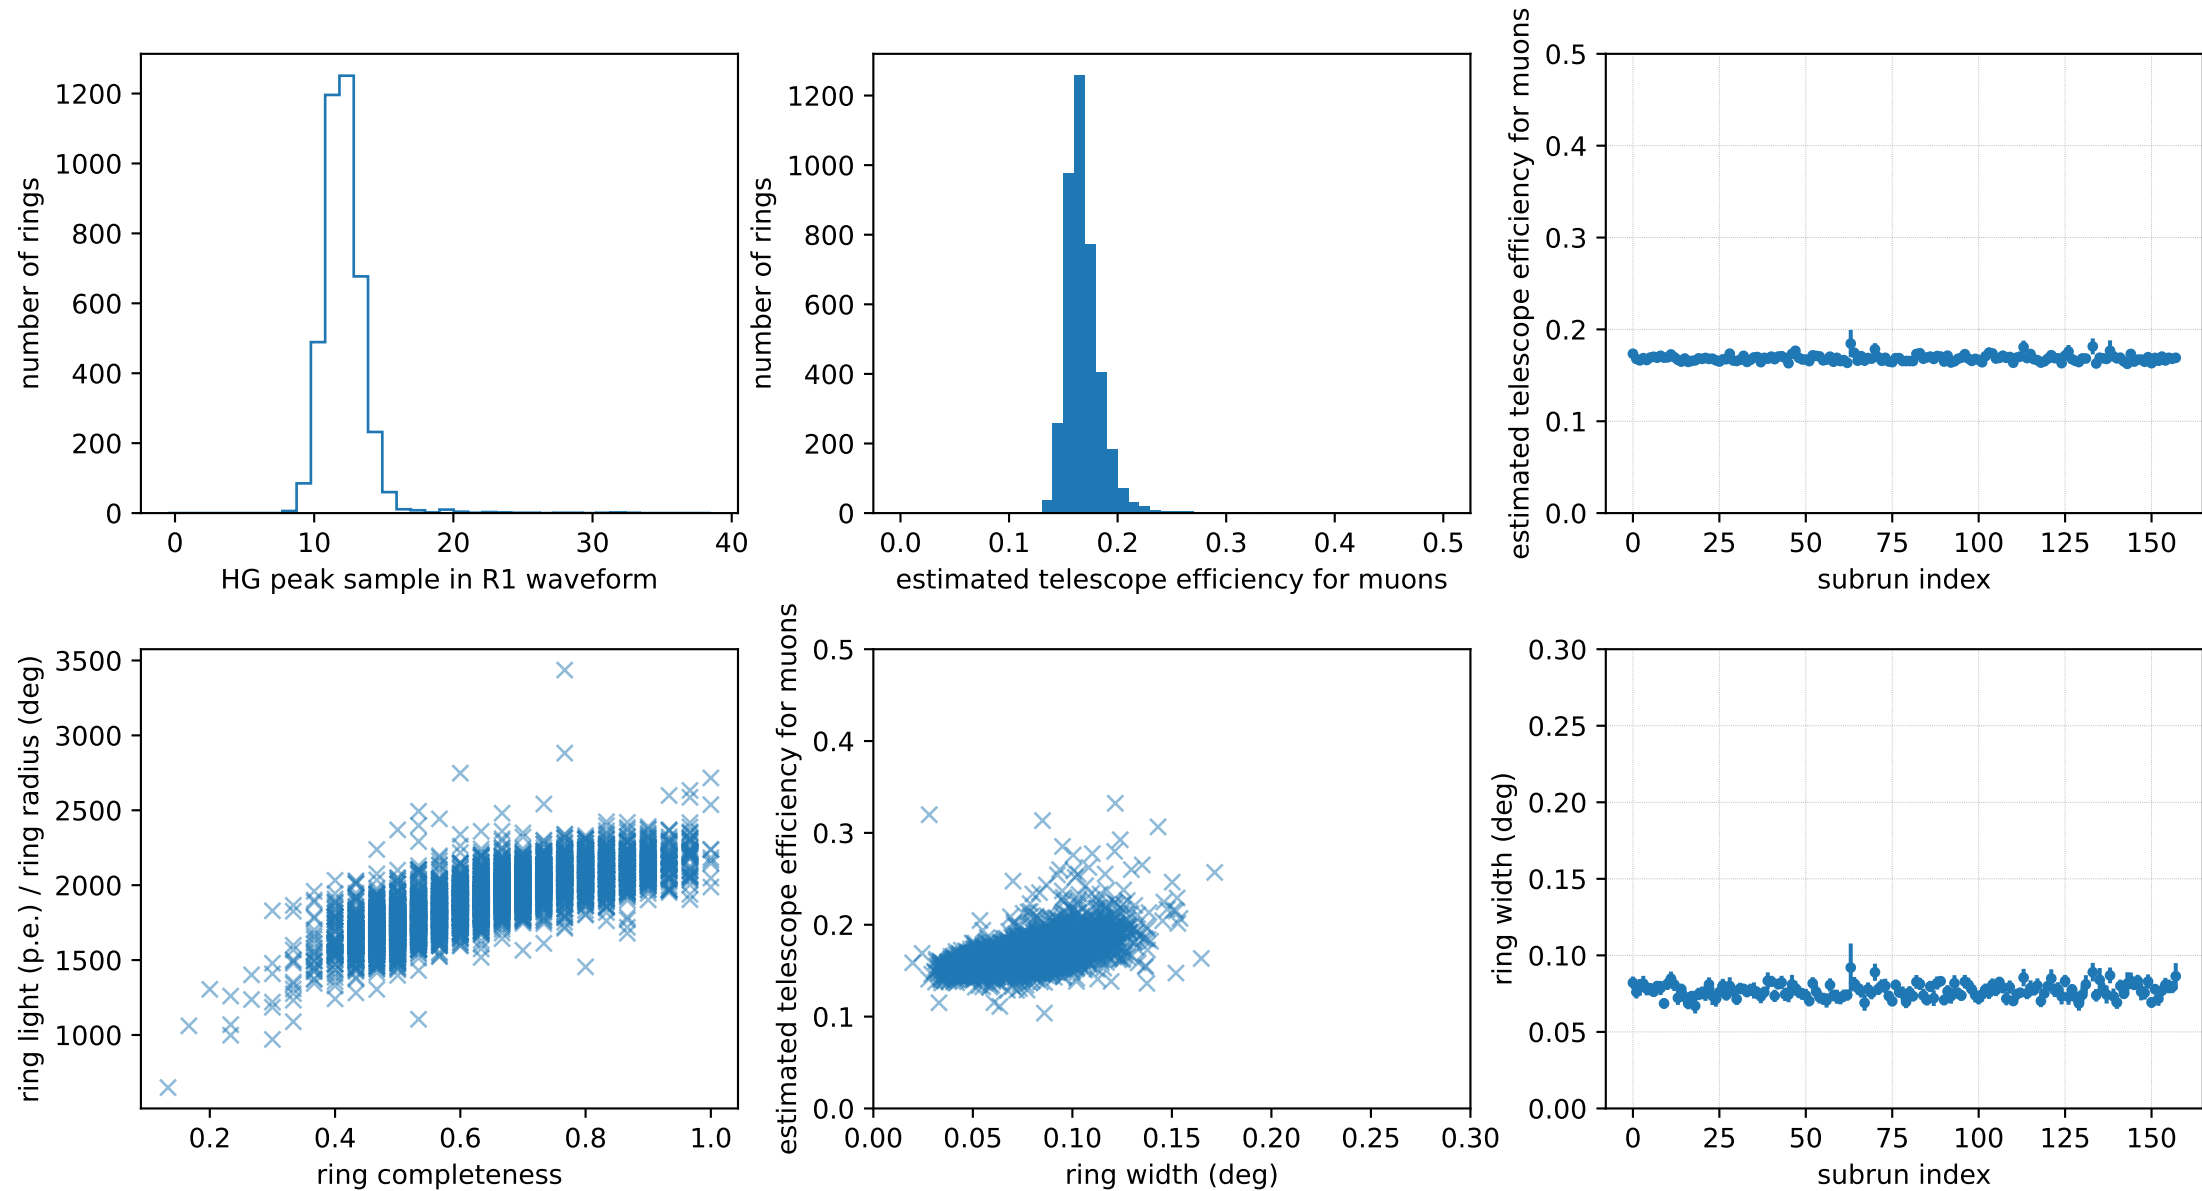 1200
1000
800
600
400
200
0
number of rings
0 10 20 30 40
HG peak sample in R1 waveform
1200
1000
800
600
400
200
0
number of rings
0.0 0.1 0.2 0.3 0.4 0.5
estimated telescope efficiency for muons
0.5
0.4
0.3
0.2
0.1
0.0
estimated telescope efficiency for muons
0 25 50 75 100 125 150
subrun index
3500
3000
2500
2000
1500
1000
ring light (p.e.) / ring radius (deg)
0.2 0.4 0.6 0.8 1.0
ring completeness
0.5
0.4
0.3
0.2
0.1
0.0
estimated telescope efficiency for muons
0.00 0.05 0.10 0.15 0.20 0.25 0.30
ring width (deg)
0.30
0.25
0.20
0.15
0.10
0.05
0.00
ring width (deg)
0 25 50 75 100 125 150
subrun index